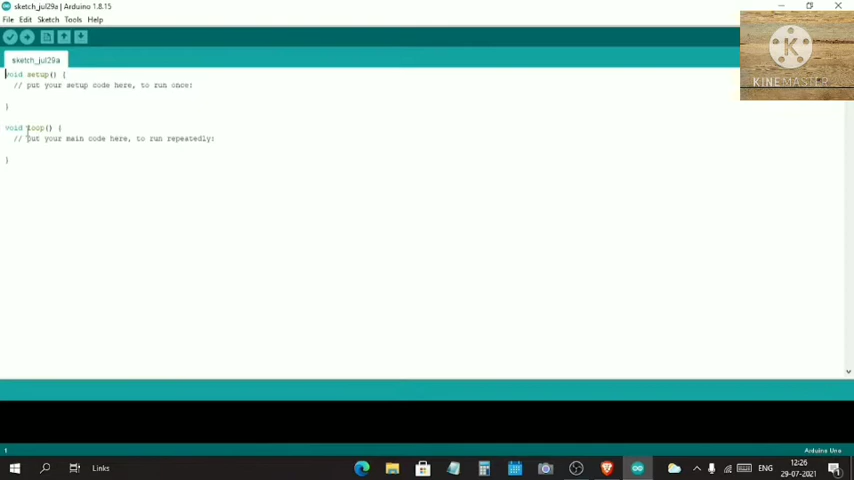 sketch_jul29a | Arduino 1.8.15
File Edit Sketch Tools Help
sketch_jul29a
void setup() {
// put your setup code here, to run once:
}
void loop() {
// put your main code here, to run repeatedly:
}
K
KINEMASTER
1
Arduino Uno
Links
ENG
12:26
29-07-2021
1